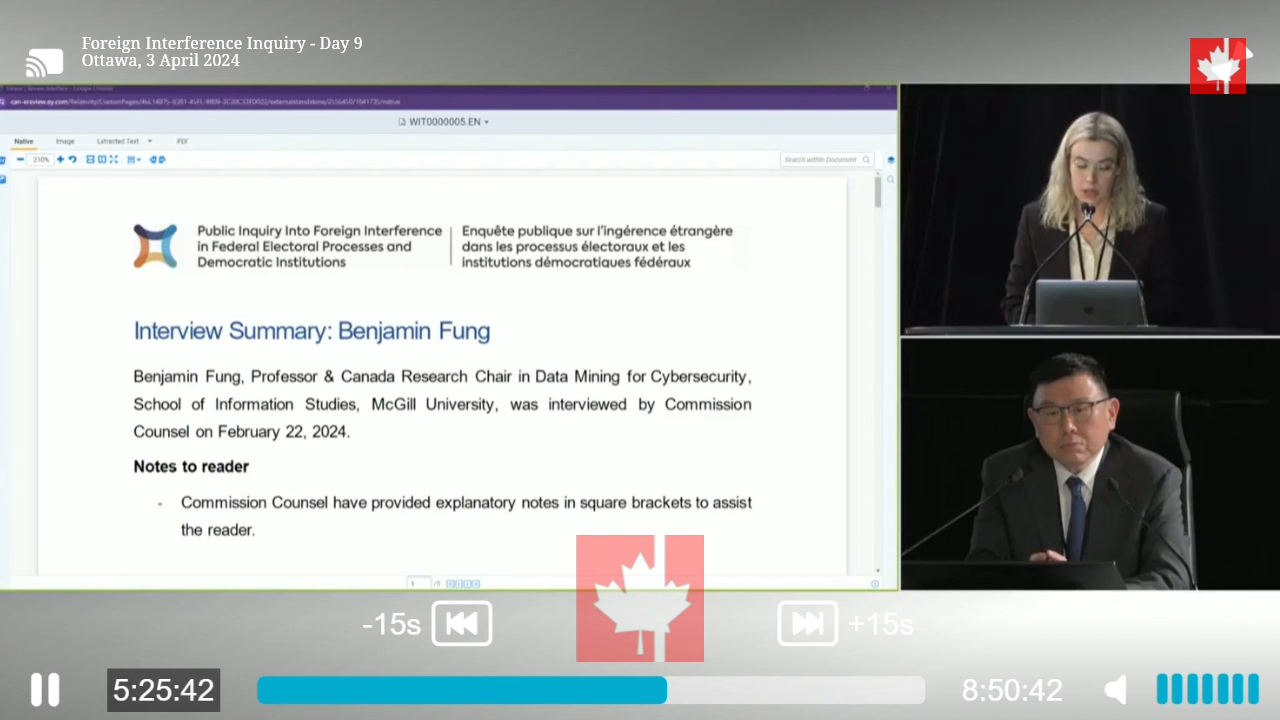 Foreign Interference Inquiry - Day 9
Ottawa, 3 April 2024
WIT0000005.EN
Native Image Extracted Text PDF
210% Search within Document
Public Inquiry Into Foreign Interference
in Federal Electoral Processes and
Democratic Institutions
Enquête publique sur l'ingérence étrangère
dans les processus électoraux et les
institutions démocratiques fédéraux
Interview Summary: Benjamin Fung
Benjamin Fung, Professor & Canada Research Chair in Data Mining for Cybersecurity,
School of Information Studies, McGill University, was interviewed by Commission
Counsel on February 22, 2024.
Notes to reader
- Commission Counsel have provided explanatory notes in square brackets to assist
the reader.
1
-15s +15s
5:25:42 8:50:42